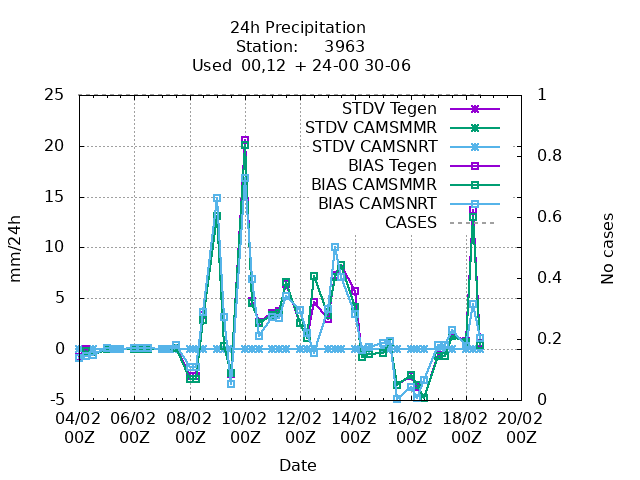 24h Precipitation
Station: 3963
Used 00,12 + 24-00 30-06
25
20
15
10
5
0
-5
1
0.8
0.6
0.4
0.2
0
mm/24h
No cases
STDV Tegen
STDV CAMSMMR
STDV CAMSNRT
BIAS Tegen
BIAS CAMSMMR
BIAS CAMSNRT
CASES
04/02 06/02 08/02 10/02 12/02 14/02 16/02 18/02 20/02
00Z 00Z 00Z 00Z 00Z 00Z 00Z 00Z 00Z
Date